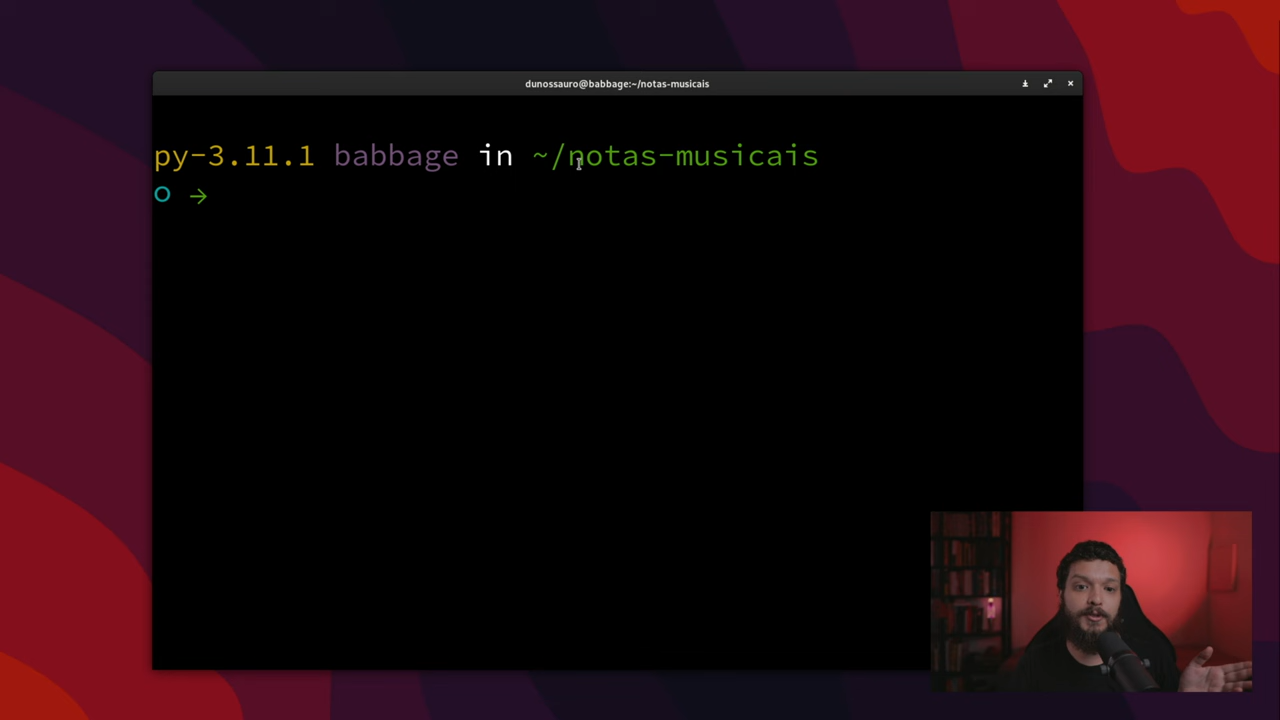 dunossauro@babbage:~/notas-musicais
py-3.11.1 babbage in ~/notas-musicais
○ →